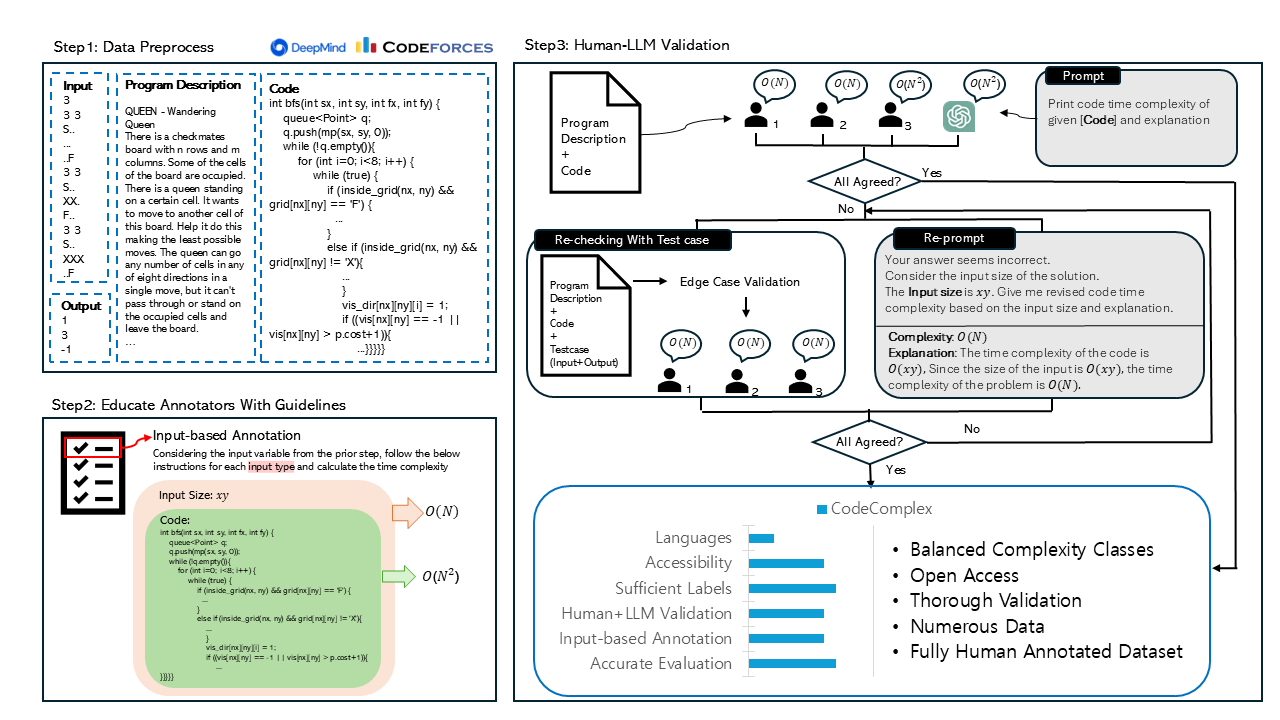 Step1: Data Preprocess
DeepMind
CODEFORCES
Input
3
3 3
S..
...
..F
3 3
S..
XX.
F..
3 3
S..
XXX
..F
Output
1
3
-1
Program Description
QUEEN - Wandering
Queen
There is a checkmates
board with n rows and m
columns. Some of the cells
of the board are occupied.
There is a queen standing
on a certain cell. It wants
to move to another cell of
this board. Help it do this
making the least possible
moves. The queen can go
any number of cells in any
of eight directions in a
single move, but it can't
pass through or stand on
the occupied cells and
leave the board.
...
Code
int bfs(int sx, int sy, int fx, int fy) {
queue<Point> q;
q.push(mp(sx, sy, 0));
while (!q.empty()){
for (int i=0; i<8; i++) {
while (true) {
if (inside_grid(nx, ny) &&
grid[nx][ny] == 'F') {
...
}
else if (inside_grid(nx, ny) &&
grid[nx][ny] != 'X'){
...
}
vis_dir[nx][ny][i] = 1;
if ((vis[nx][ny] == -1 ||
vis[nx][ny] > p.cost+1)){
...}}}}}
Step2: Educate Annotators With Guidelines
Input-based Annotation
Considering the input variable from the prior step, follow the below
instructions for each input type and calculate the time complexity
Input Size: xy
Code:
int bfs(int sx, int sy, int fx, int fy) {
queue<Point> q;
q.push(mp(sx, sy, 0));
while (!q.empty()){
for (int i=0; i<8; i++) {
while (true) {
if (inside_grid(nx, ny) && grid[nx][ny] == 'F') {
...
}
else if (inside_grid(nx, ny) && grid[nx][ny] != 'X'){
...
}
vis_dir[nx][ny][i] = 1;
if ((vis[nx][ny] == -1 || vis[nx][ny] > p.cost+1)){
...
}}}}}
O(N)
O(N²)
Step3: Human-LLM Validation
Program
Description
+
Code
O(N)
O(N)
O(N²)
O(N²)
1
2
3
Prompt
Print code time complexity of
given [Code] and explanation
All Agreed?
Yes
No
Re-checking With Test case
Program
Description
+
Code
+
Testcase
(Input+Output)
Edge Case Validation
O(N)
O(N)
O(N)
1
2
3
Re-prompt
Your answer seems incorrect.
Consider the input size of the solution.
The Input size is xy. Give me revised code time
complexity based on the input size and explanation.
Complexity: O(N)
Explanation: The time complexity of the code is
O(xy), Since the size of the input is O(xy), the time
complexity of the problem is O(N).
All Agreed?
No
Yes
CodeComplex
Languages
Accessibility
Sufficient Labels
Human+LLM Validation
Input-based Annotation
Accurate Evaluation
• Balanced Complexity Classes
• Open Access
• Thorough Validation
• Numerous Data
• Fully Human Annotated Dataset